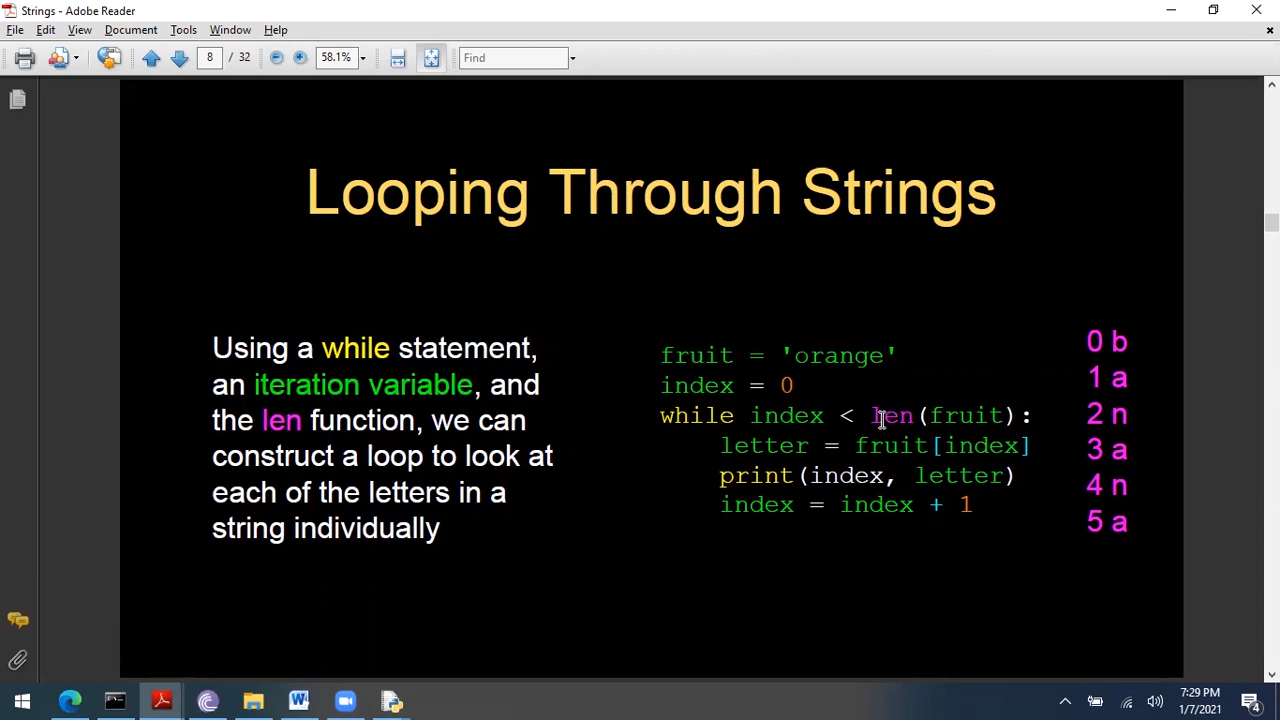 Strings - Adobe Reader
File Edit View Document Tools Window Help
8 / 32 58.1% Find
Looping Through Strings
Using a while statement,
an iteration variable, and
the len function, we can
construct a loop to look at
each of the letters in a
string individually
fruit = 'orange'
index = 0
while index < len(fruit):
letter = fruit[index]
print(index, letter)
index = index + 1
0 b
1 a
2 n
3 a
4 n
5 a
7:29 PM
1/7/2021
4